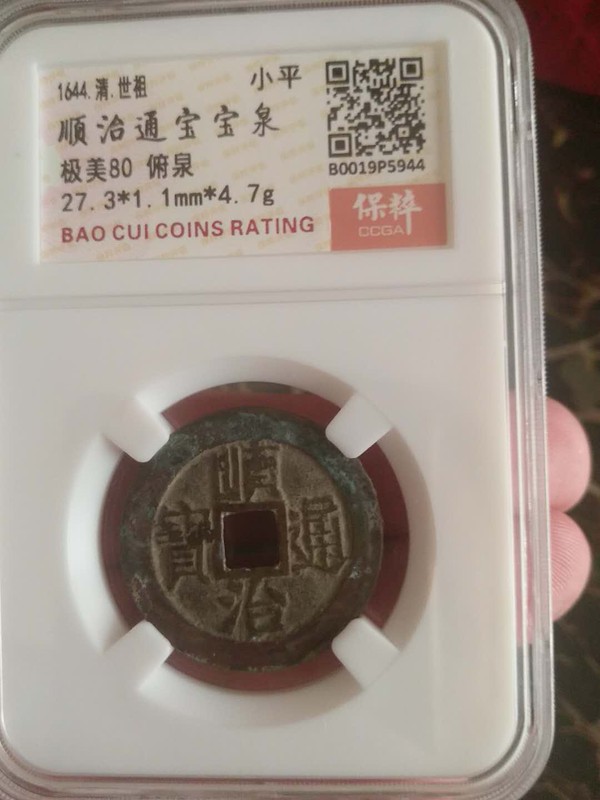 1644.清.世祖 小平
顺治通宝宝泉
极美80 俯泉
27.3*1.1mm*4.7g
BAO CUI COINS RATING
B0019P5944
保粹
CCGA
順治通寳